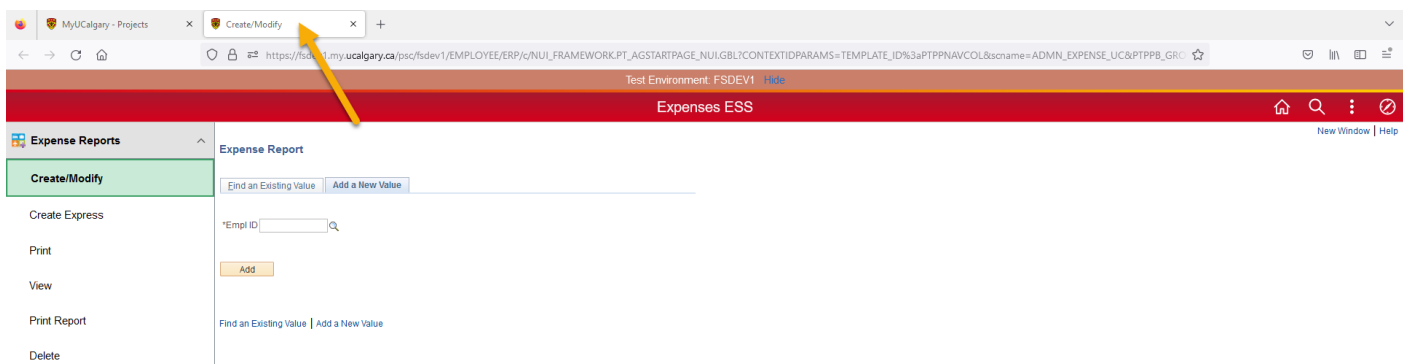 MyUCalgary - Projects
Create/Modify
https://fsdev1.my.ucalgary.ca/psc/fsdev1/EMPLOYEE/ERP/c/NUI_FRAMEWORK.PT_AGSTARTPAGE_NUI.GBL?CONTEXTIDPARAMS=TEMPLATE_ID%3aPTPPNAVCOL&scname=ADMN_EXPENSE_UC&PTPPB_GRO
Test Environment: FSDEV1 Hide
Expenses ESS
New Window | Help
Expense Reports
Expense Report
Create/Modify
Find an Existing Value
Add a New Value
Create Express
*Empl ID
Print
Add
View
Print Report
Find an Existing Value | Add a New Value
Delete